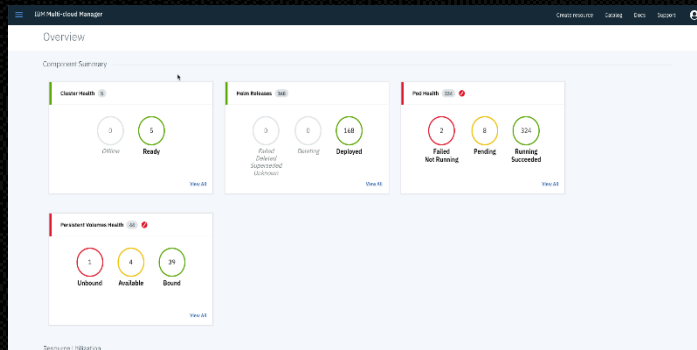 IBM Multi-cloud Manager
Create resource Catalog Docs Support
Overview
Component Summary
Cluster Health 5
0 5
Offline Ready
View All
Helm Releases 168
0 0 168
Failed Deleting Deployed
Deleted
Superseded
Unknown
View All
Pod Health 334
2 8 324
Failed Pending Running
Not Running Succeeded
View All
Persistent Volumes Health 44
1 4 39
Unbound Available Bound
View All
Resource Utilization